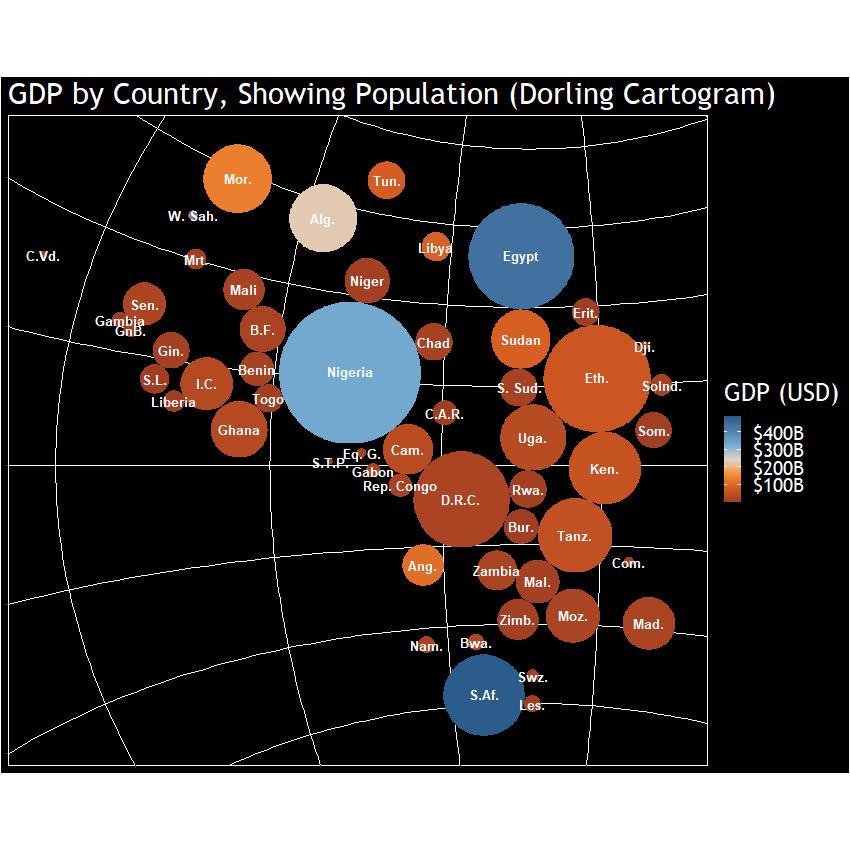 GDP by Country, Showing Population (Dorling Cartogram)
Mor.
Tun.
Alg.
W. Sah.
Libya
Egypt
C.Vd.
Mrt.
Niger
Mali
Sen.
Erit.
Gambia
GnB.
B.F.
Chad
Sudan
Dji.
Gin.
Nigeria
Benin
Eth.
S.L.
I.C.
S. Sud.
Solnd.
Liberia
Togo
C.A.R.
Ghana
Som.
Uga.
Cam.
Eq. G.
S.T.P.
Gabon
Ken.
Rep. Congo
Rwa.
D.R.C.
Bur.
Tanz.
Ang.
Zambia
Com.
Mal.
Zimb.
Moz.
Mad.
Nam.
Bwa.
Swz.
S.Af.
Les.
GDP (USD)
$400B
$300B
$200B
$100B